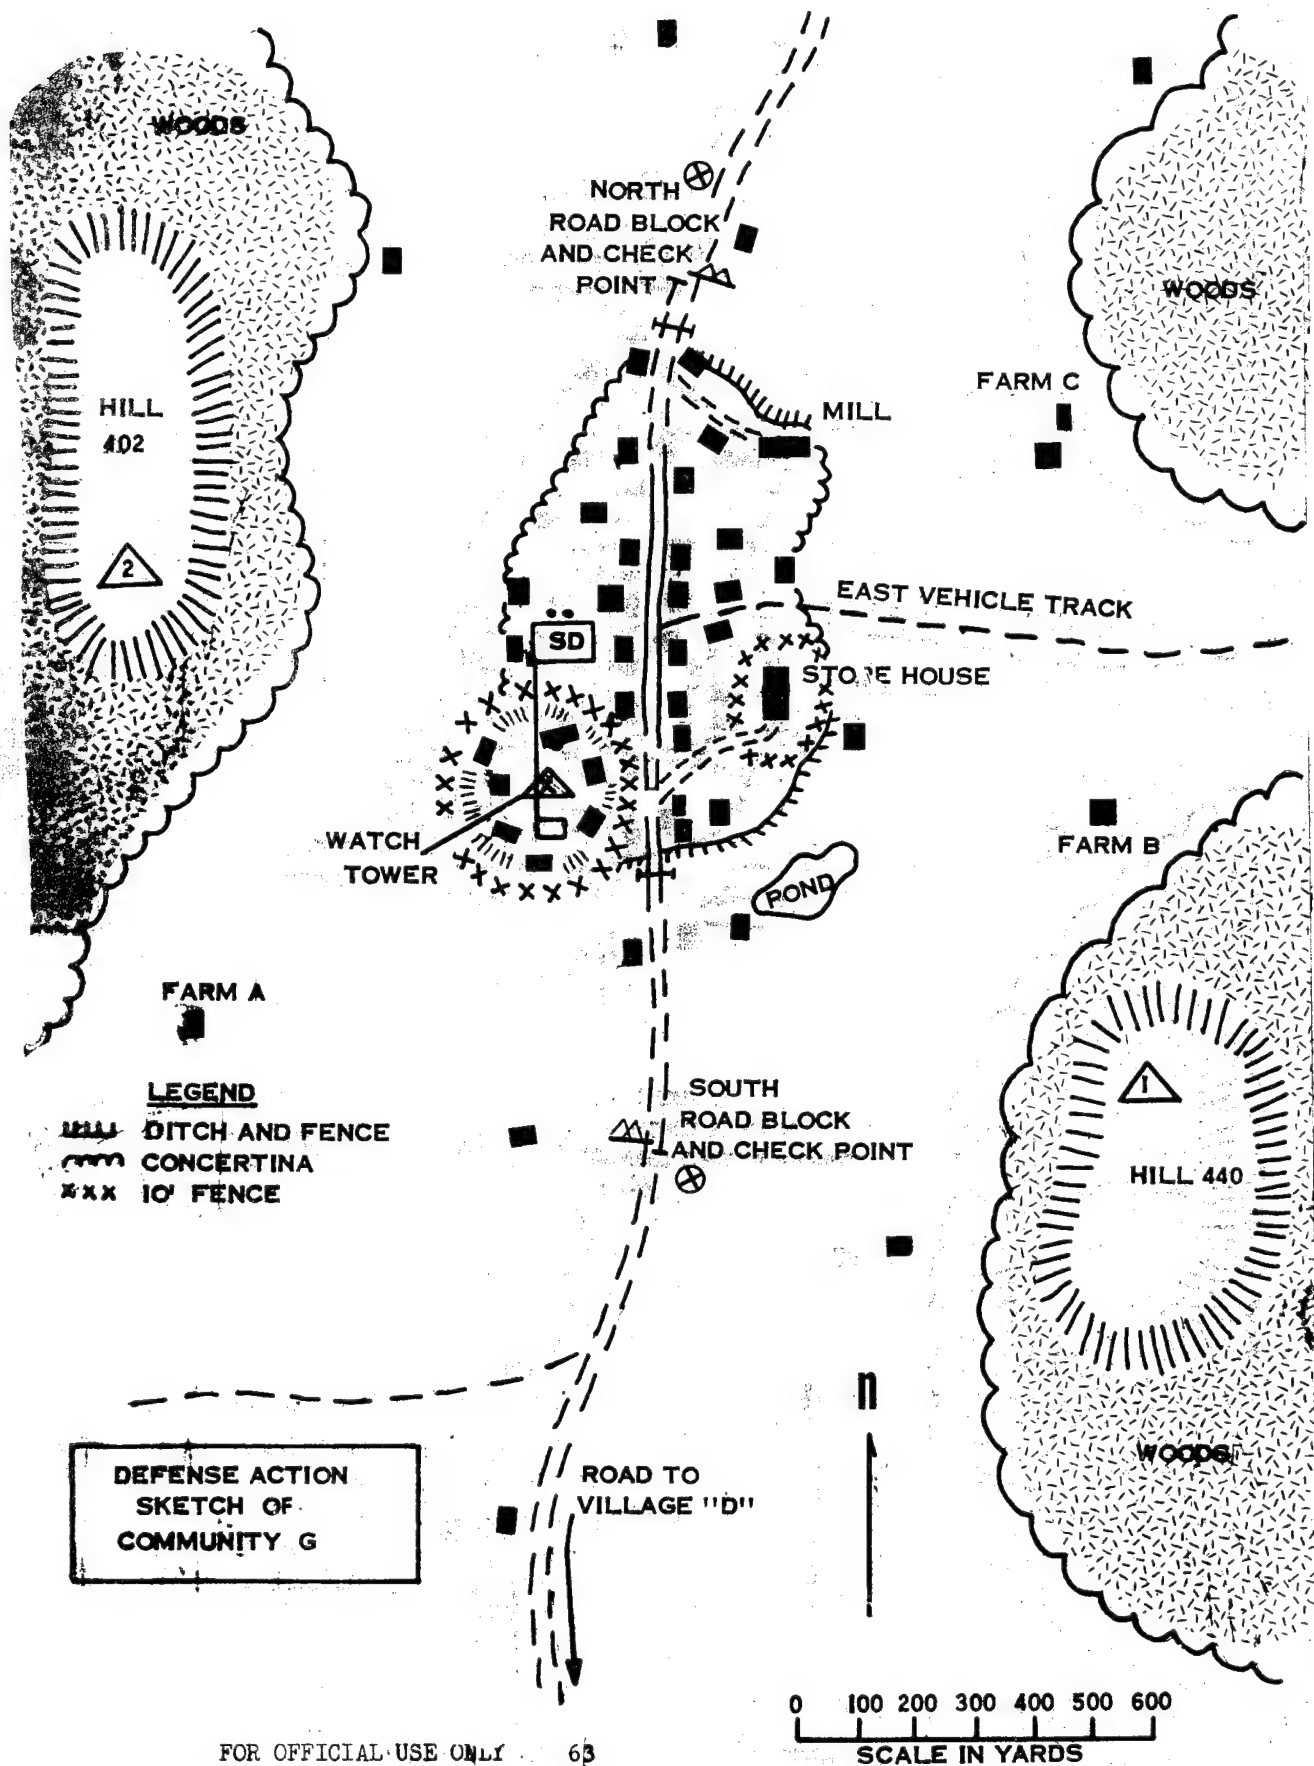 WOODS
NORTH
ROAD BLOCK
AND CHECK
POINT
WOODS
HILL
402
FARM C
MILL
2
EAST VEHICLE TRACK
SD
STORE HOUSE
WATCH
TOWER
FARM B
POND
FARM A
LEGEND
DITCH AND FENCE
CONCERTINA
XXX 10' FENCE
SOUTH
ROAD BLOCK
AND CHECK POINT
1
HILL 440
n
WOODS
DEFENSE ACTION
SKETCH OF
COMMUNITY G
ROAD TO
VILLAGE "D"
0 100 200 300 400 500 600
SCALE IN YARDS
FOR OFFICIAL USE ONLY 63